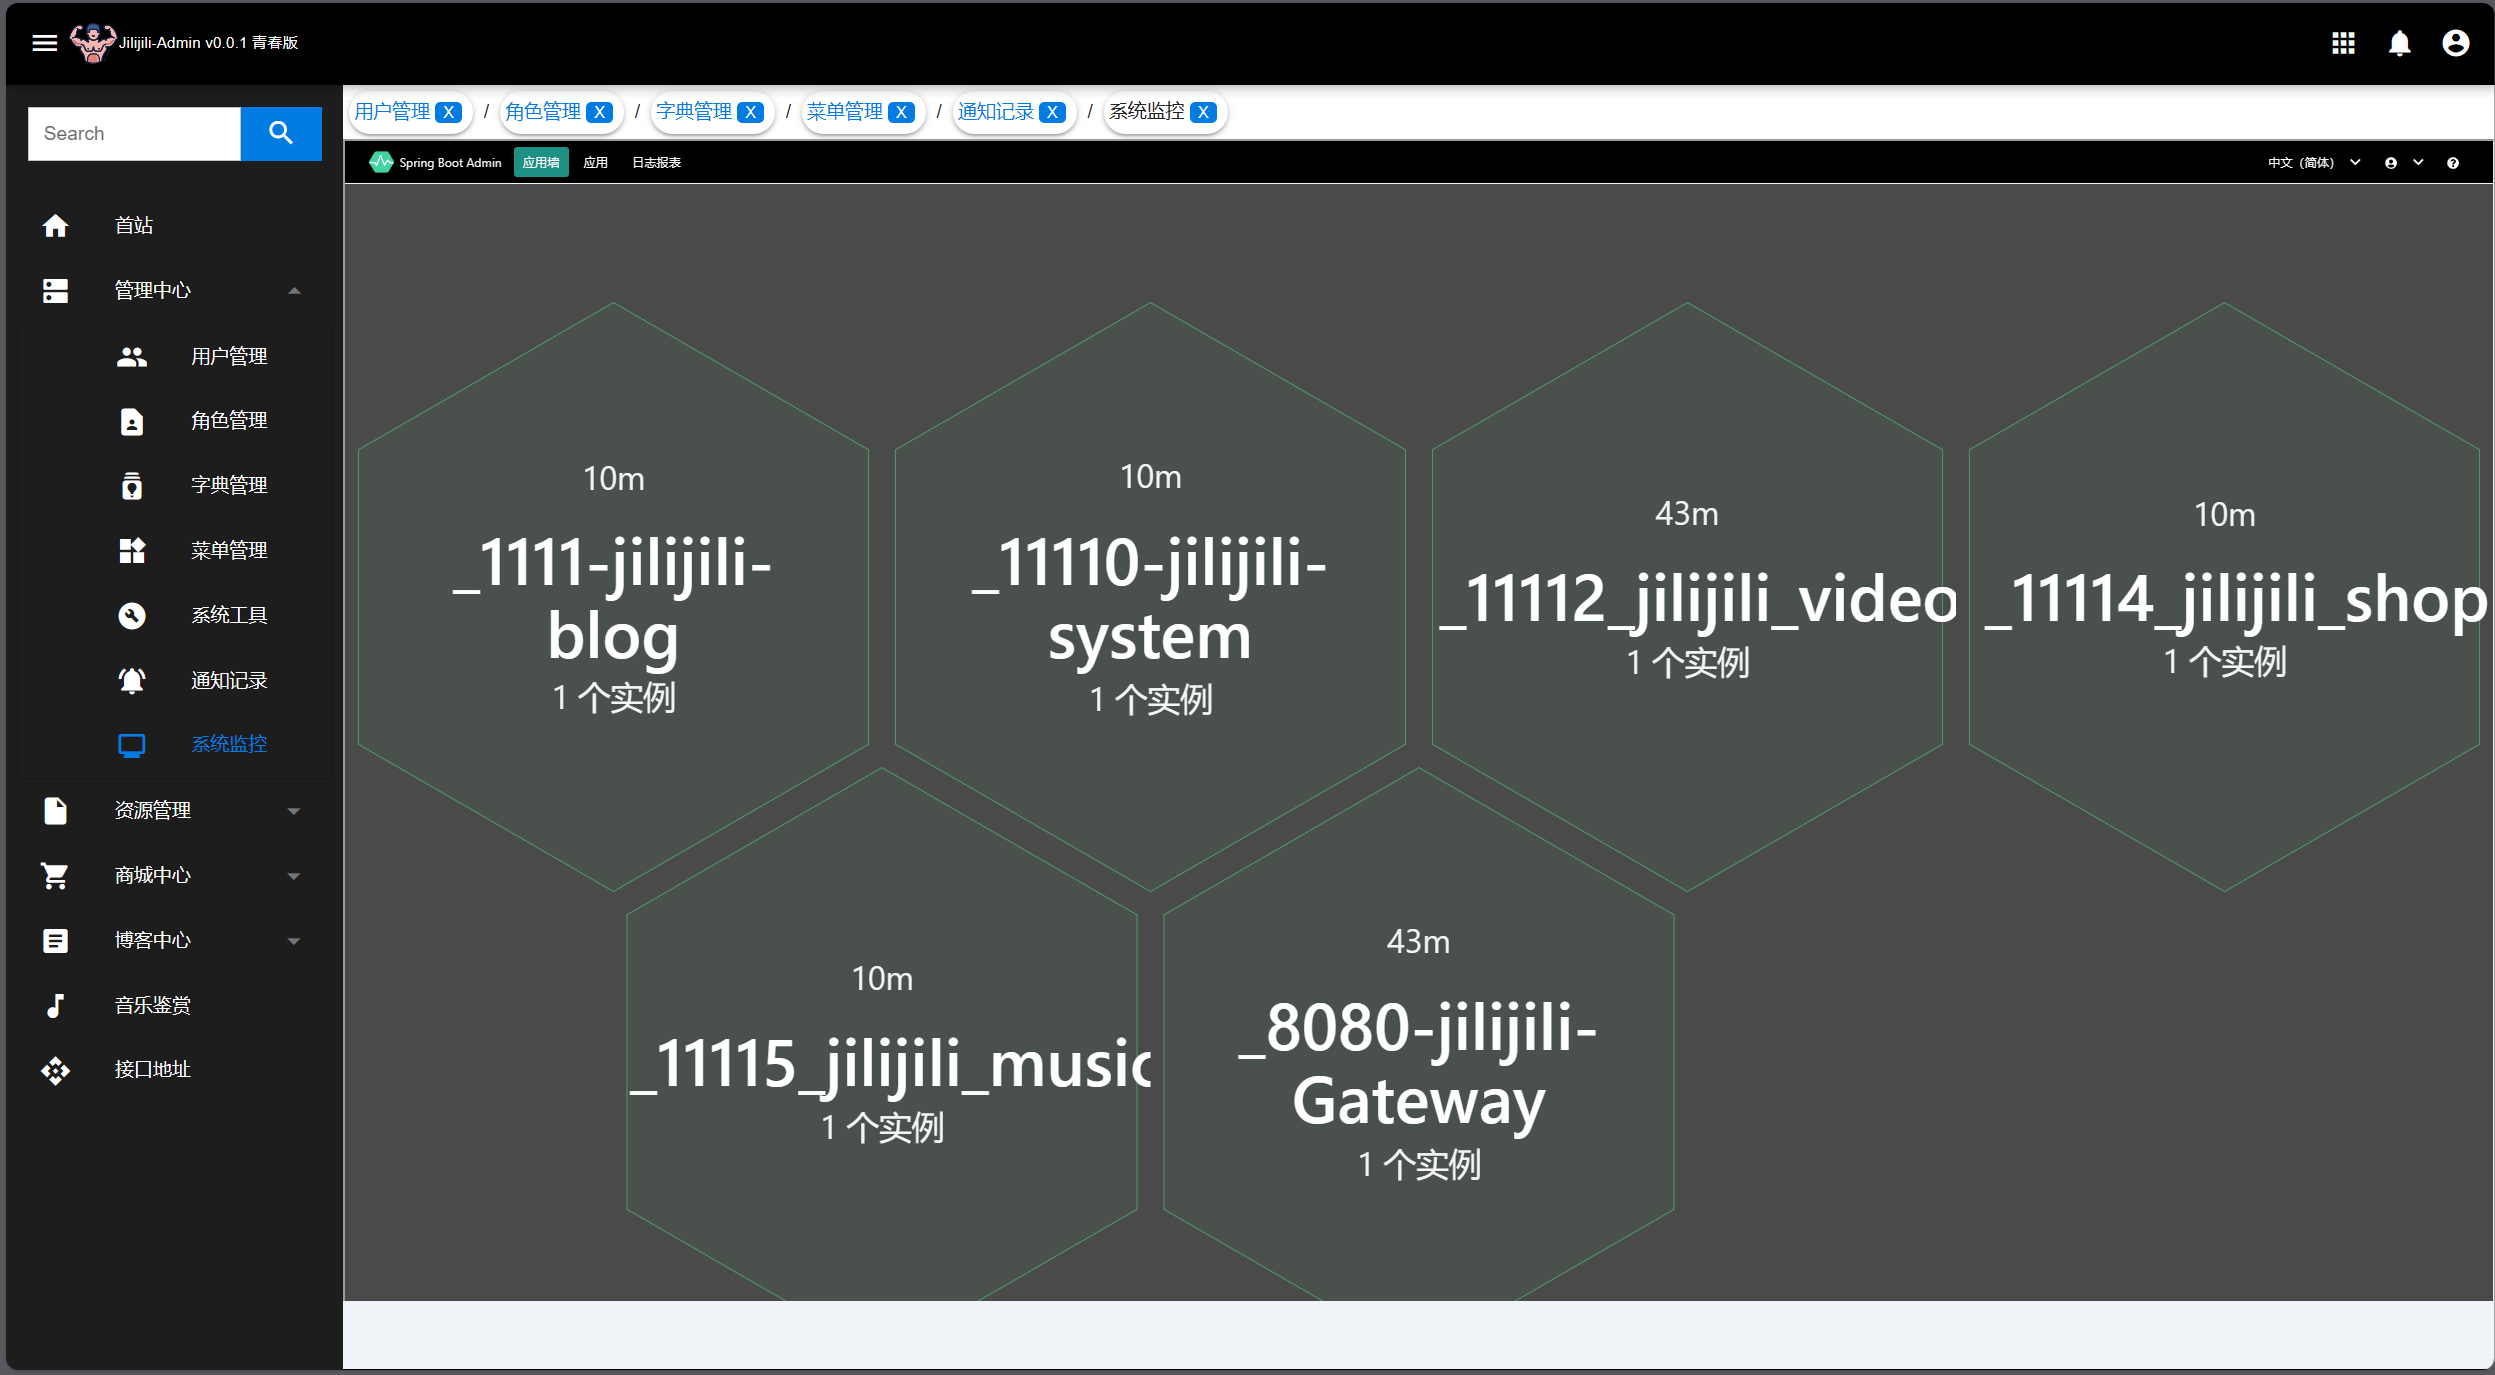 Jilijili-Admin v0.0.1 青春版
Search
首站
管理中心
用户管理
角色管理
字典管理
菜单管理
系统工具
通知记录
系统监控
资源管理
商城中心
博客中心
音乐鉴赏
接口地址
用户管理 X / 角色管理 X / 字典管理 X / 菜单管理 X / 通知记录 X / 系统监控 X
Spring Boot Admin 应用墙 应用 日志报表 中文 (简体)
10m
_1111-jilijili-
blog
1 个实例
10m
_11110-jilijili-
system
1 个实例
43m
_11112_jilijili_video
1 个实例
10m
_11114_jilijili_shop
1 个实例
10m
_11115_jilijili_music
1 个实例
43m
_8080-jilijili-
Gateway
1 个实例